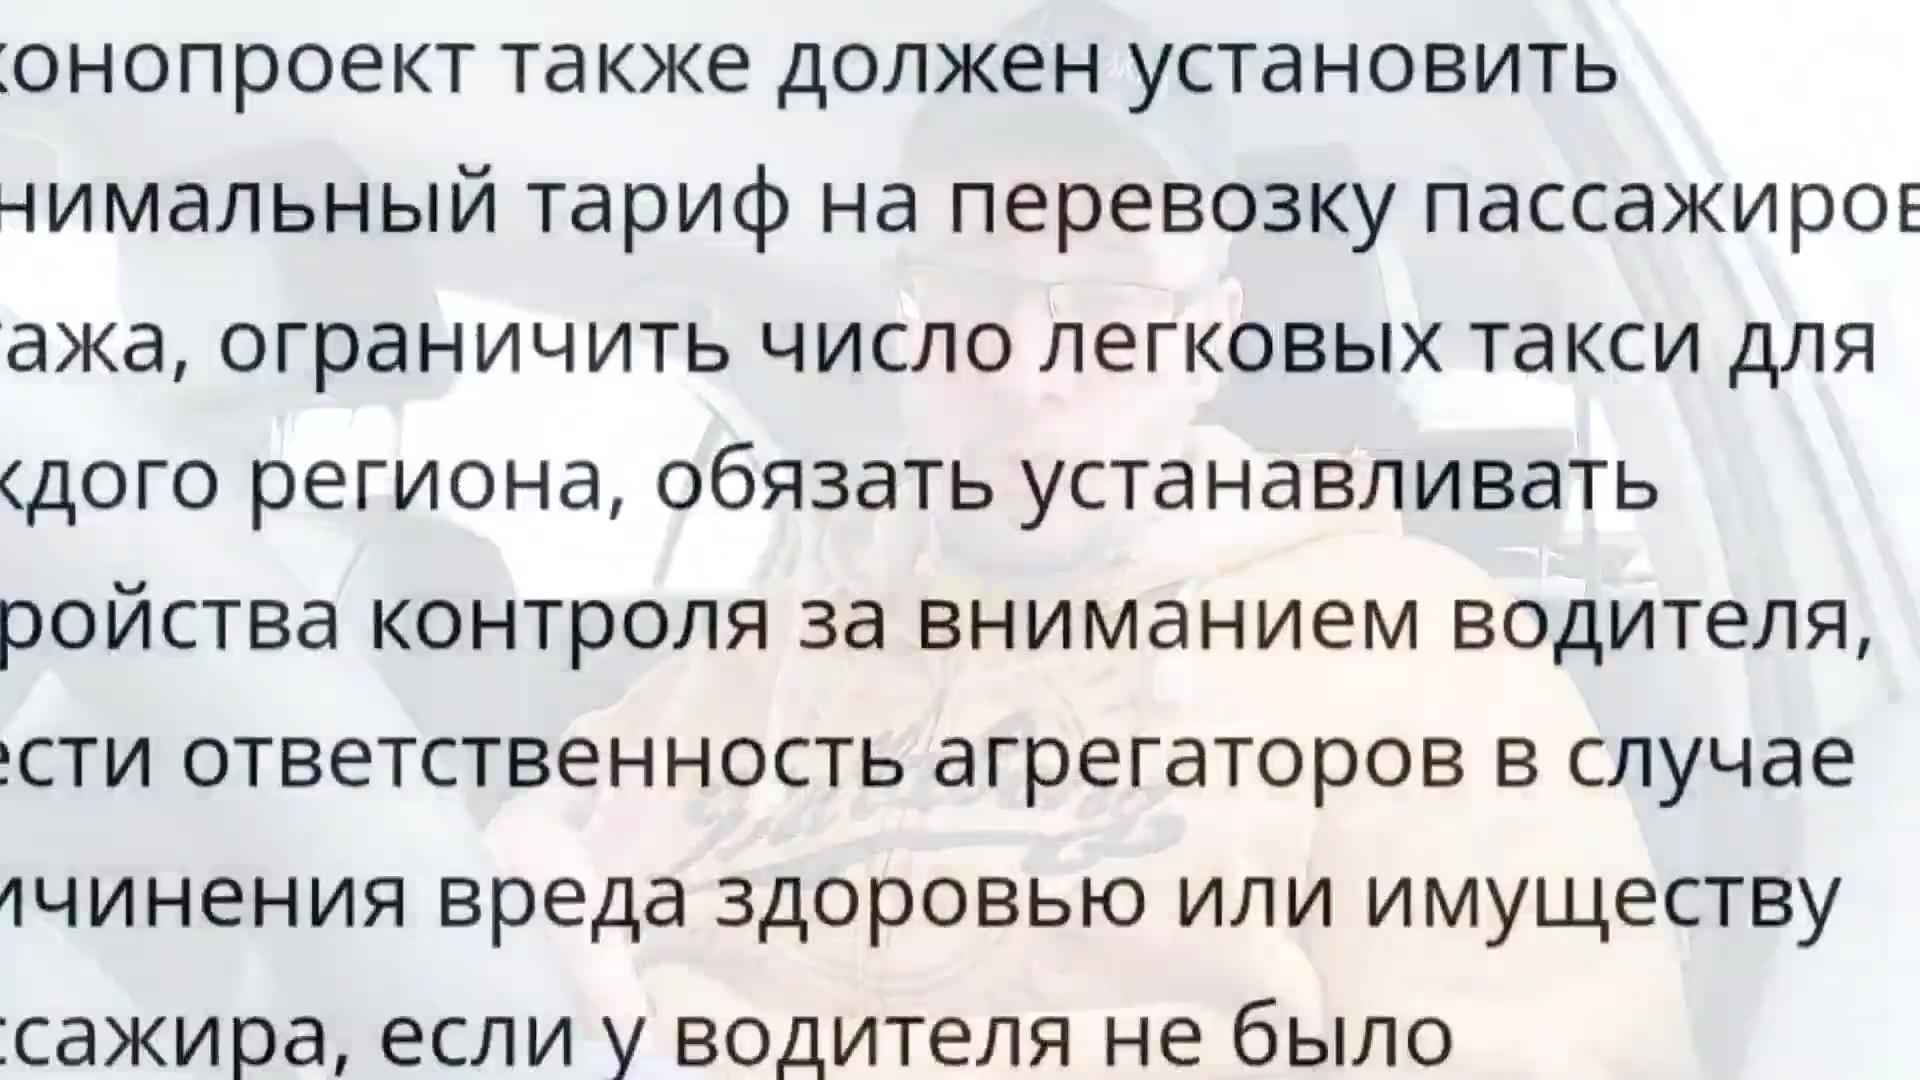 конопроект также должен установить
нимальный тариф на перевозку пассажиров
ажа, ограничить число легковых такси для
ждого региона, обязать устанавливать
ройства контроля за вниманием водителя,
ести ответственность агрегаторов в случае
ичинения вреда здоровью или имуществу
ссажира, если у водителя не было